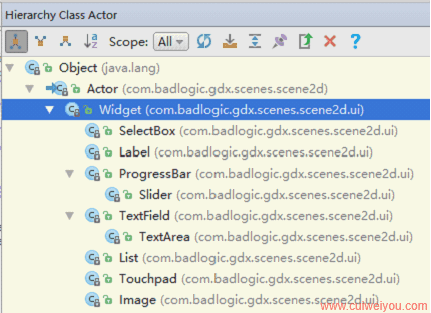 Hierarchy Class Actor
Scope: All
Object (java.lang)
Actor (com.badlogic.gdx.scenes.scene2d)
Widget (com.badlogic.gdx.scenes.scene2d.ui)
SelectBox (com.badlogic.gdx.scenes.scene2d.ui)
Label (com.badlogic.gdx.scenes.scene2d.ui)
ProgressBar (com.badlogic.gdx.scenes.scene2d.ui)
Slider (com.badlogic.gdx.scenes.scene2d.ui)
TextField (com.badlogic.gdx.scenes.scene2d.ui)
TextArea (com.badlogic.gdx.scenes.scene2d.ui)
List (com.badlogic.gdx.scenes.scene2d.ui)
Touchpad (com.badlogic.gdx.scenes.scene2d.ui)
Image (com.badlogic.gdx.scenes.scene2d.ui)
www.cuiweiyou.com